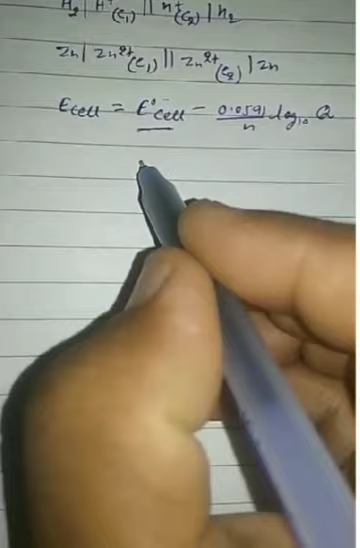 H₂ | H⁺(c₁) || H⁺(c₂) | H₂
Zn | Zn²⁺(c₁) || Zn²⁺(c₂) | Zn
Ecell = E°cell − 0.0591/n log₁₀ Q